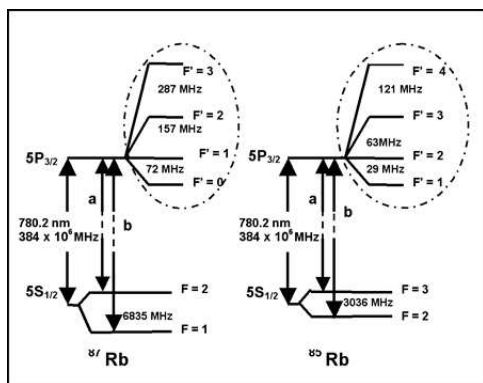 F' = 3
287 MHz
F' = 2
157 MHz
5P3/2
F' = 1
72 MHz
F' = 0
a
b
780.2 nm
384 x 10⁶MHz
5S1/2
F = 2
6835 MHz
F = 1
⁸⁷Rb
F' = 4
121 MHz
F' = 3
63MHz
5P3/2
F' = 2
29 MHz
F' = 1
a
b
780.2 nm
384 x 10⁶MHz
5S1/2
F = 3
3036 MHz
F = 2
⁸⁵Rb